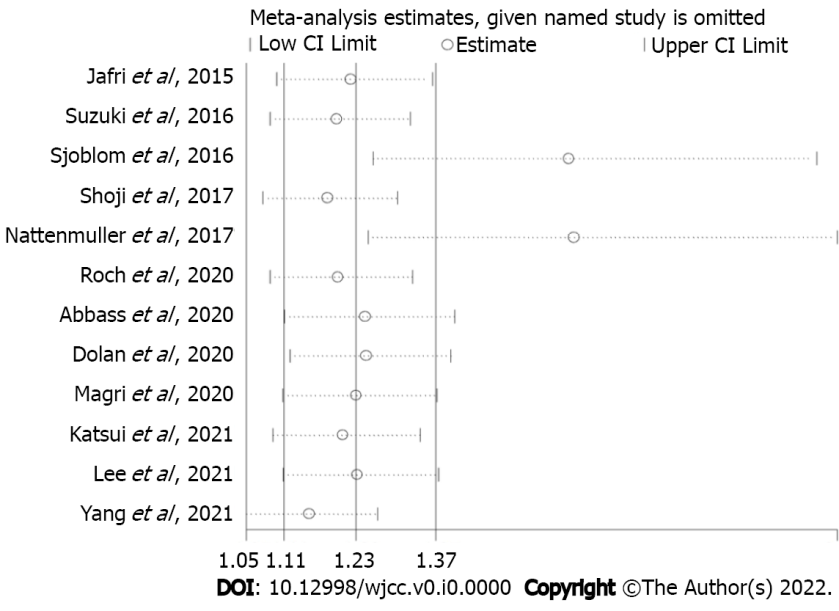 Meta-analysis estimates, given named study is omitted
Low CI Limit Estimate Upper CI Limit
Jafri et al, 2015
Suzuki et al, 2016
Sjoblom et al, 2016
Shoji et al, 2017
Nattenmuller et al, 2017
Roch et al, 2020
Abbass et al, 2020
Dolan et al, 2020
Magri et al, 2020
Katsui et al, 2021
Lee et al, 2021
Yang et al, 2021
1.05 1.11 1.23 1.37
DOI: 10.12998/wjcc.v0.i0.0000 Copyright ©The Author(s) 2022.